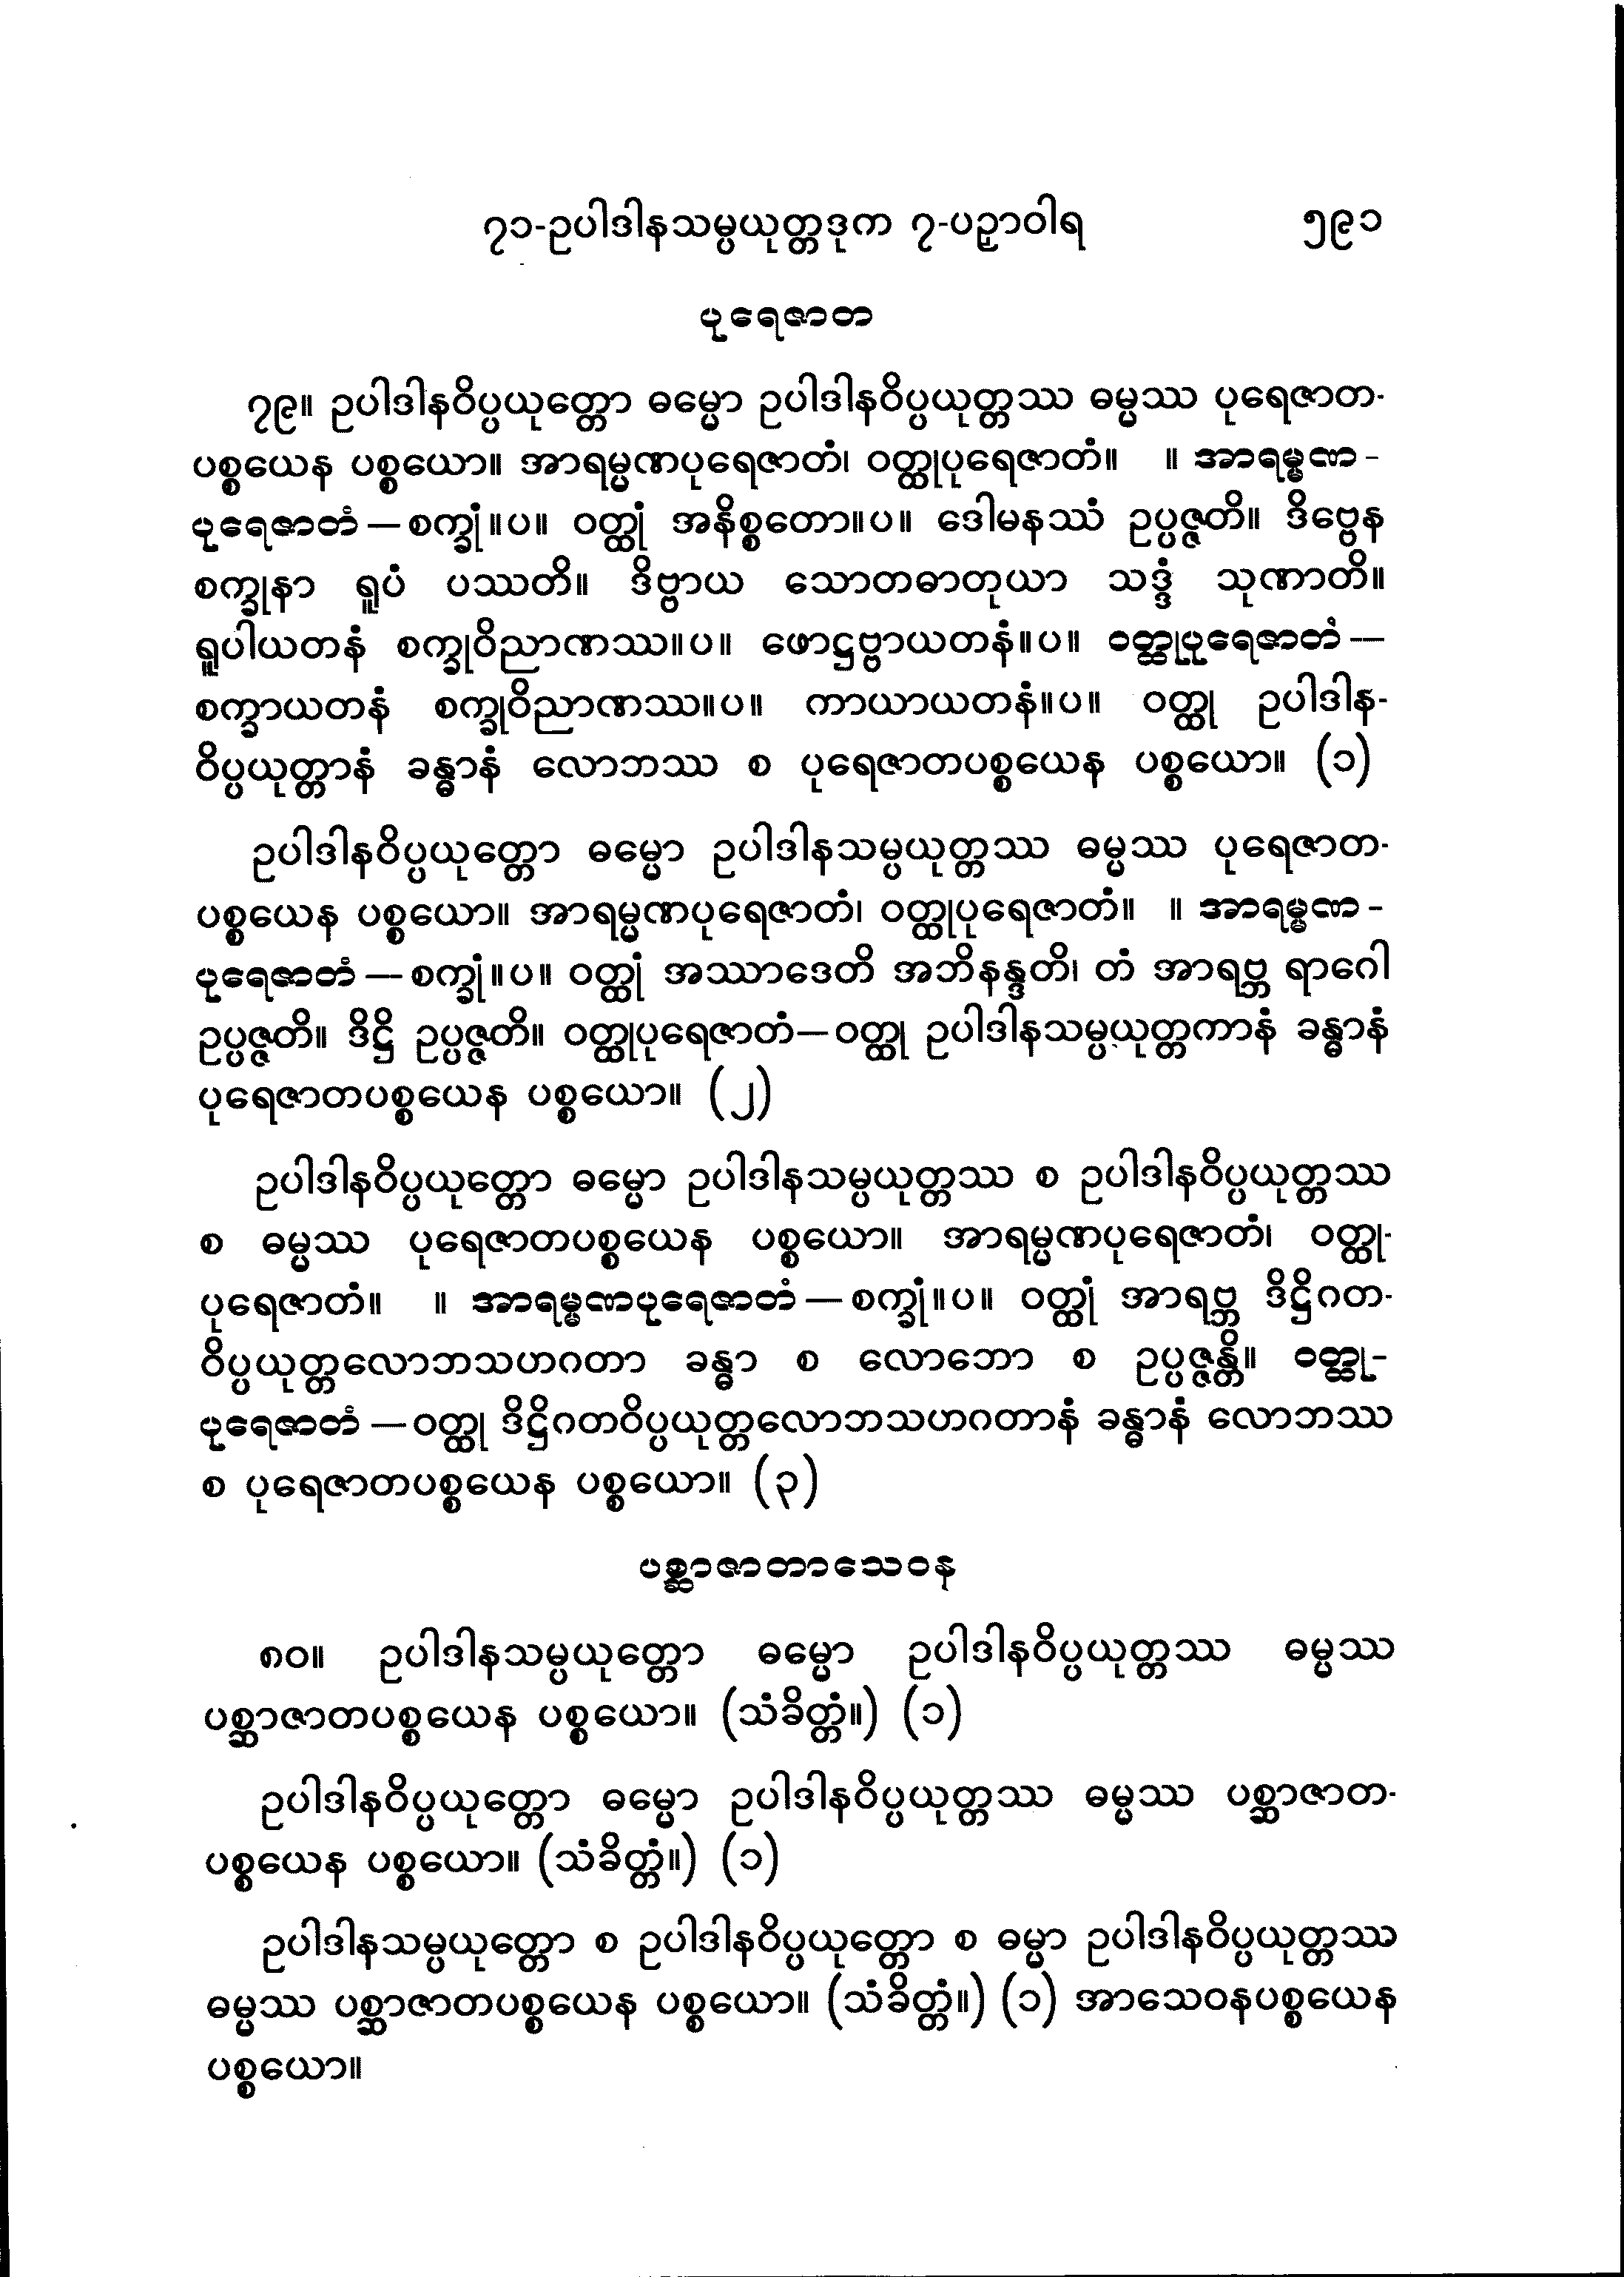 ၇၁-ဥပါဒါနသမ္ပယုတ္တဒုက ၇-ပဉှာဝါရ ၅၉၁
ပုရေဇာတ
၇၉။ ဥပါဒါနဝိပ္ပယုတ္တော ဓမ္မော ဥပါဒါနဝိပ္ပယုတ္တဿ ဓမ္မဿ ပုရေဇာတ-
ပစ္စယေန ပစ္စယော။ အာရမ္မဏပုရေဇာတံ၊ ဝတ္ထုပုရေဇာတံ။ ။ အာရမ္မဏ-
ပုရေဇာတံ—စက္ခုံ။ပ။ ဝတ္ထုံ အနိစ္စတော။ပ။ ဒေါမနဿံ ဥပ္ပဇ္ဇတိ။ ဒိဗ္ဗေန
စက္ခုနာ ရူပံ ပဿတိ။ ဒိဗ္ဗာယ သောတဓာတုယာ သဒ္ဒံ သုဏာတိ။
ရူပါယတနံ စက္ခုဝိညာဏဿ။ပ။ ဖောဋ္ဌဗ္ဗာယတနံ။ပ။ ဝတ္ထုပုရေဇာတံ—
စက္ခာယတနံ စက္ခုဝိညာဏဿ။ပ။ ကာယာယတနံ။ပ။ ဝတ္ထု ဥပါဒါန-
ဝိပ္ပယုတ္တာနံ ခန္ဓာနံ လောဘဿ စ ပုရေဇာတပစ္စယေန ပစ္စယော။ (၁)
ဥပါဒါနဝိပ္ပယုတ္တော ဓမ္မော ဥပါဒါနသမ္ပယုတ္တဿ ဓမ္မဿ ပုရေဇာတ-
ပစ္စယေန ပစ္စယော။ အာရမ္မဏပုရေဇာတံ၊ ဝတ္ထုပုရေဇာတံ။ ။ အာရမ္မဏ-
ပုရေဇာတံ—စက္ခုံ။ပ။ ဝတ္ထုံ အဿာဒေတိ အဘိနန္ဒတိ၊ တံ အာရဗ္ဘ ရာဂေါ
ဥပ္ပဇ္ဇတိ။ ဒိဋ္ဌိ ဥပ္ပဇ္ဇတိ။ ဝတ္ထုပုရေဇာတံ—ဝတ္ထု ဥပါဒါနသမ္ပယုတ္တကာနံ ခန္ဓာနံ
ပုရေဇာတပစ္စယေန ပစ္စယော။ (၂)
ဥပါဒါနဝိပ္ပယုတ္တော ဓမ္မော ဥပါဒါနသမ္ပယုတ္တဿ စ ဥပါဒါနဝိပ္ပယုတ္တဿ
စ ဓမ္မဿ ပုရေဇာတပစ္စယေန ပစ္စယော။ အာရမ္မဏပုရေဇာတံ၊ ဝတ္ထု-
ပုရေဇာတံ။ ။ အာရမ္မဏပုရေဇာတံ—စက္ခုံ။ပ။ ဝတ္ထုံ အာရဗ္ဘ ဒိဋ္ဌိဂတ-
ဝိပ္ပယုတ္တလောဘသဟဂတာ ခန္ဓာ စ လောဘော စ ဥပ္ပဇ္ဇန္တိ။ ဝတ္ထု-
ပုရေဇာတံ—ဝတ္ထု ဒိဋ္ဌိဂတဝိပ္ပယုတ္တလောဘသဟဂတာနံ ခန္ဓာနံ လောဘဿ
စ ပုရေဇာတပစ္စယေန ပစ္စယော။ (၃)
ပစ္ဆာဇာတာသေဝန
၈၀။ ဥပါဒါနသမ္ပယုတ္တော ဓမ္မော ဥပါဒါနဝိပ္ပယုတ္တဿ ဓမ္မဿ
ပစ္ဆာဇာတပစ္စယေန ပစ္စယော။ (သံခိတ္တံ။) (၁)
ဥပါဒါနဝိပ္ပယုတ္တော ဓမ္မော ဥပါဒါနဝိပ္ပယုတ္တဿ ဓမ္မဿ ပစ္ဆာဇာတ-
ပစ္စယေန ပစ္စယော။ (သံခိတ္တံ။) (၁)
ဥပါဒါနသမ္ပယုတ္တော စ ဥပါဒါနဝိပ္ပယုတ္တော စ ဓမ္မာ ဥပါဒါနဝိပ္ပယုတ္တဿ
ဓမ္မဿ ပစ္ဆာဇာတပစ္စယေန ပစ္စယော။ (သံခိတ္တံ။) (၁) အာသေဝနပစ္စယေန
ပစ္စယော။